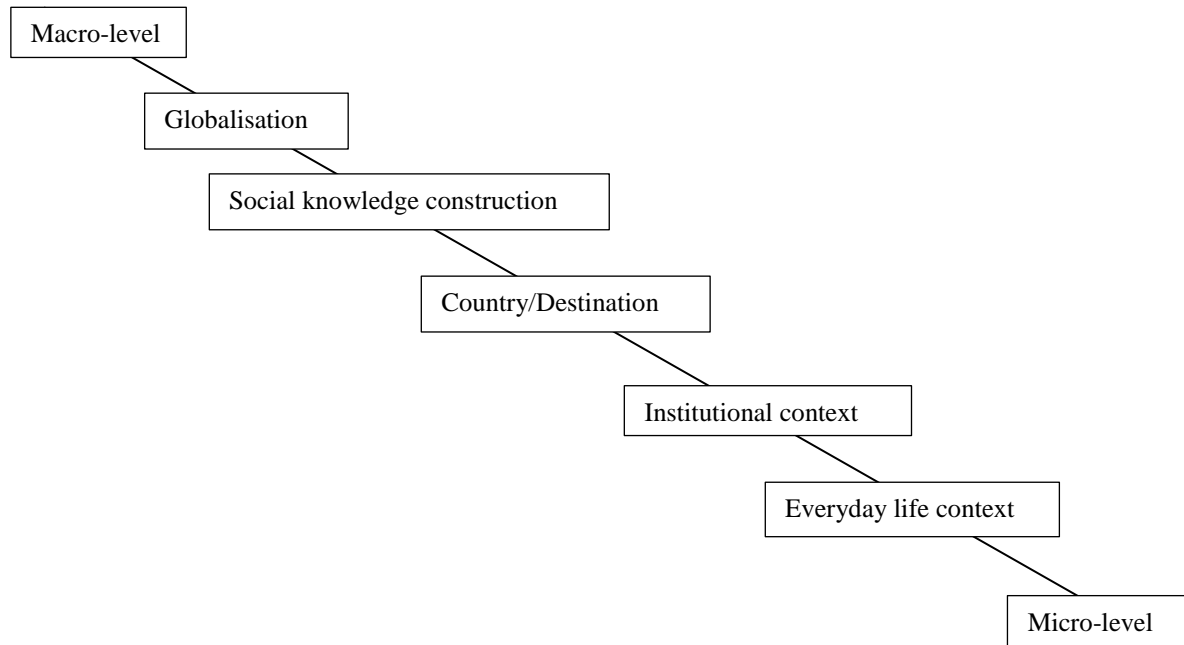 Macro-level
Globalisation
Social knowledge construction
Country/Destination
Institutional context
Everyday life context
Micro-level